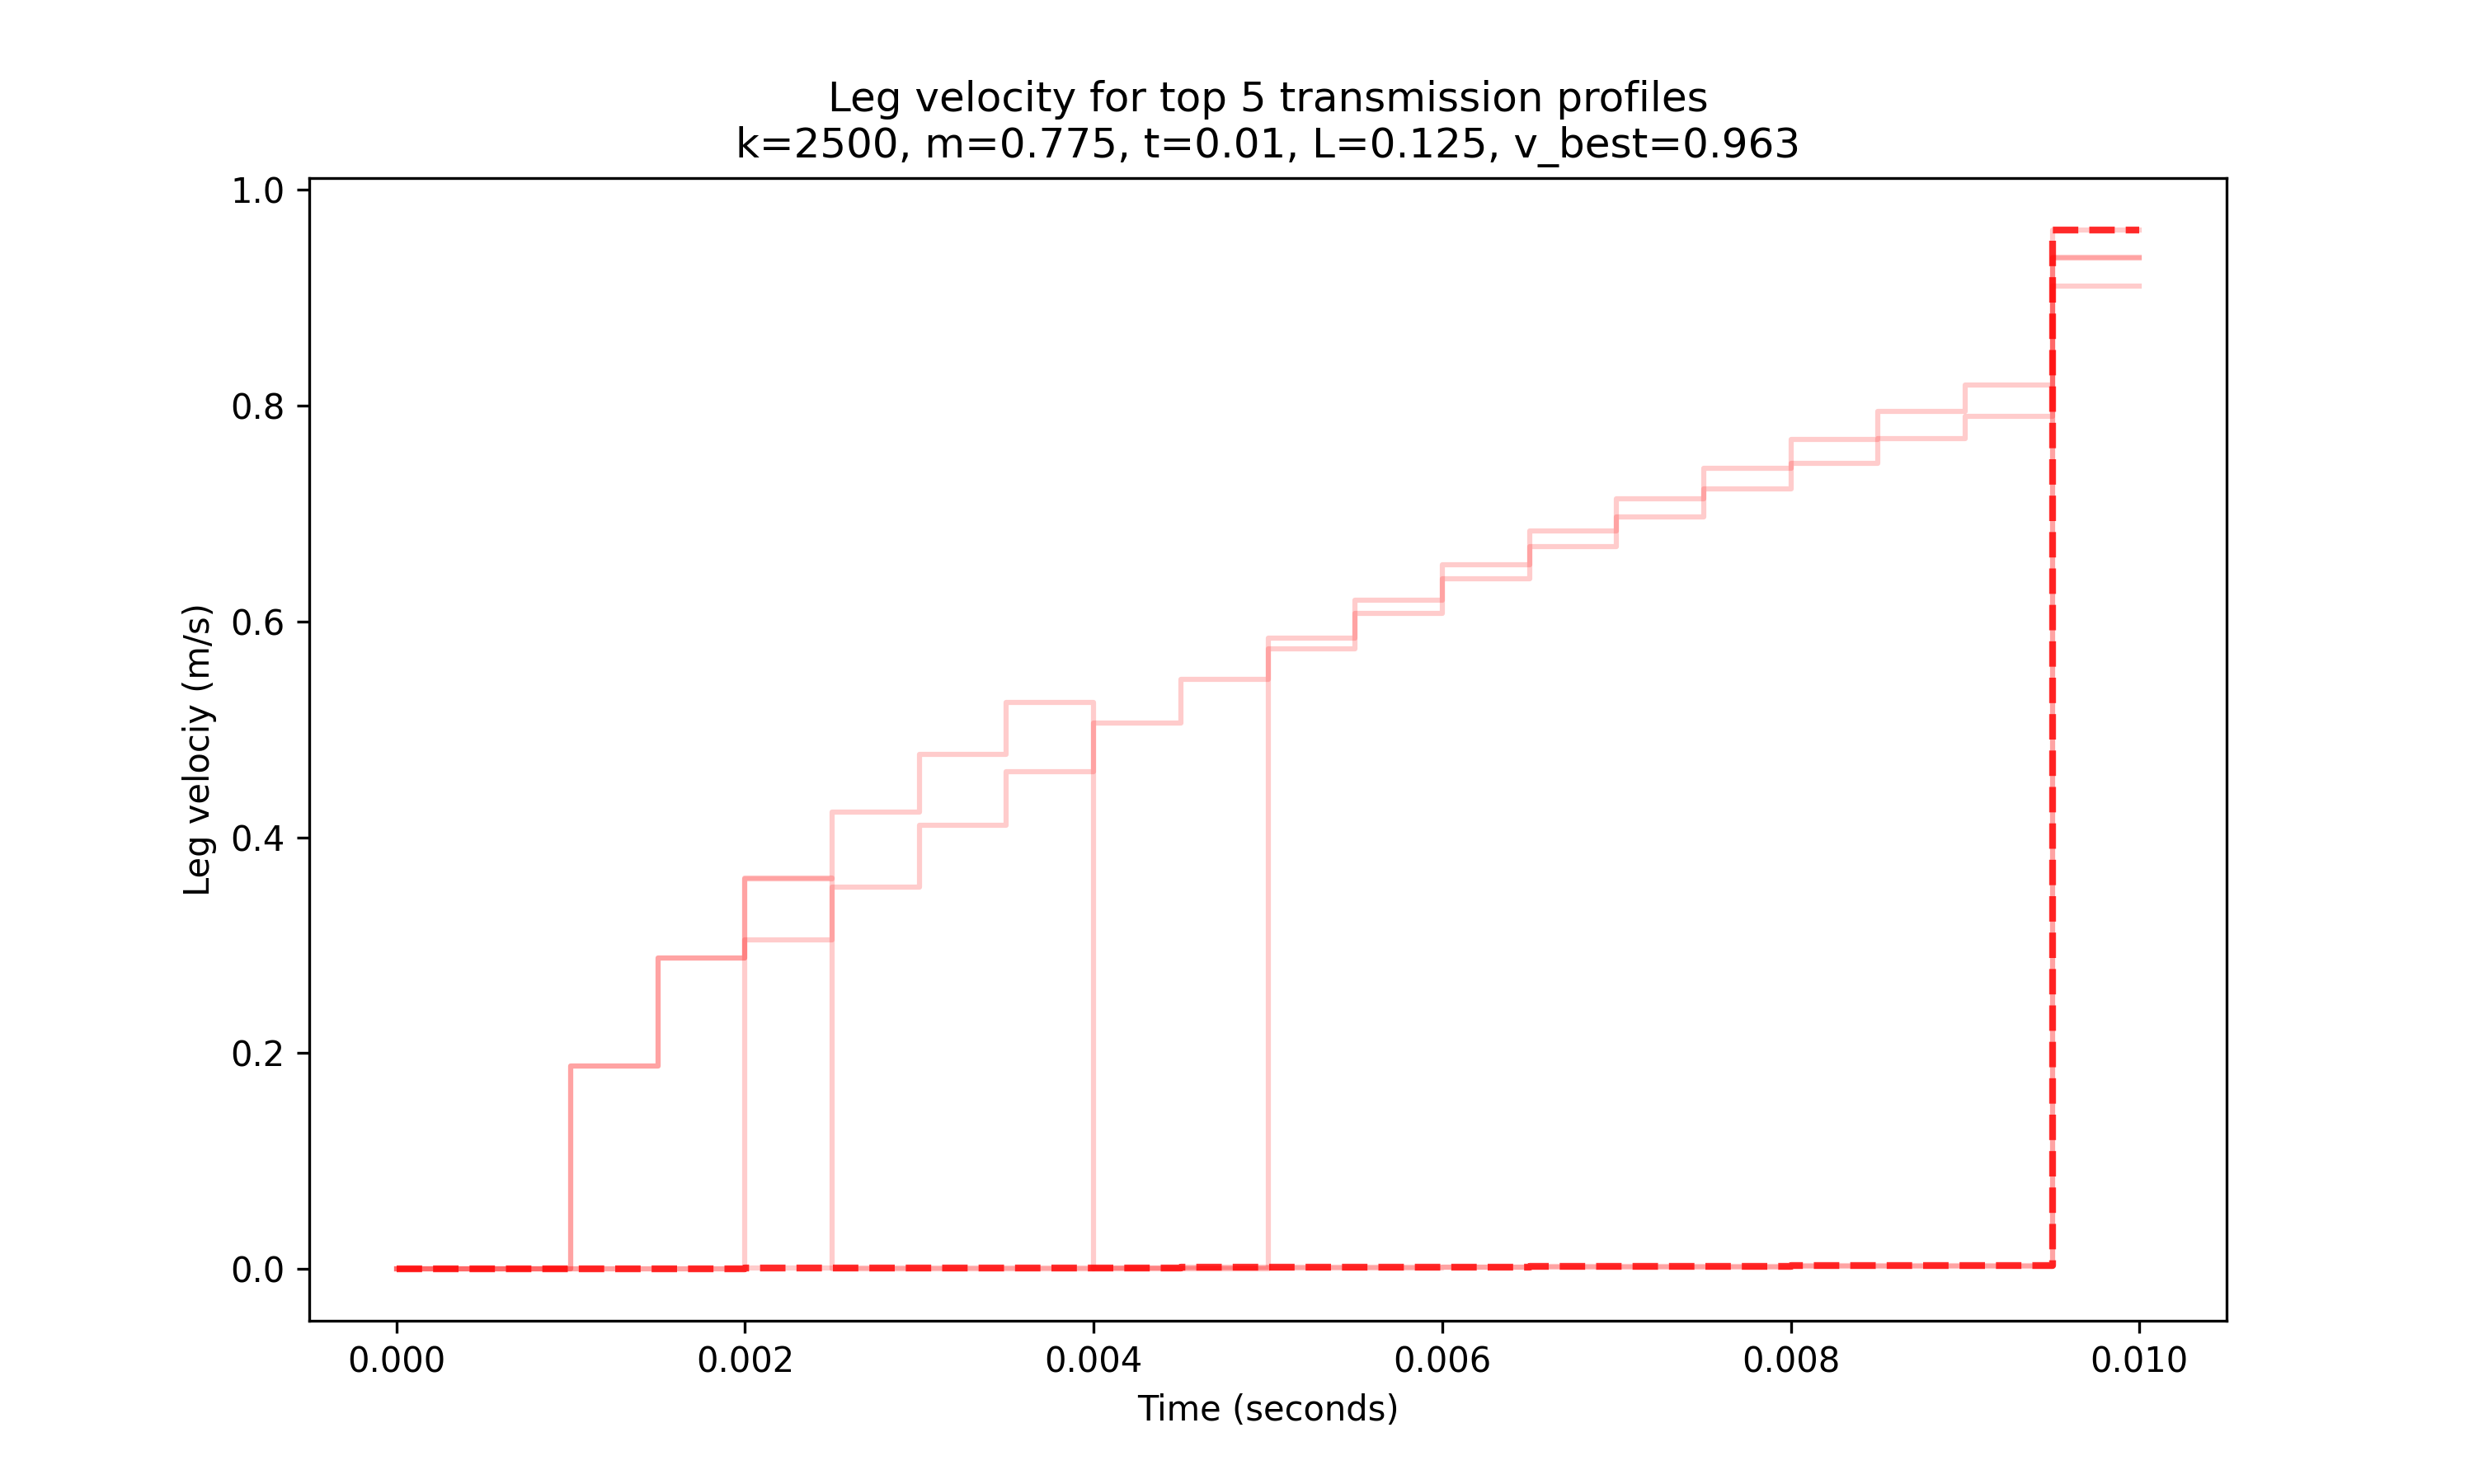 Leg velocity for top 5 transmission profiles
k=2500, m=0.775, t=0.01, L=0.125, v_best=0.963
1.0
0.8
0.6
0.4
0.2
0.0
Leg velociy (m/s)
0.000 0.002 0.004 0.006 0.008 0.010
Time (seconds)